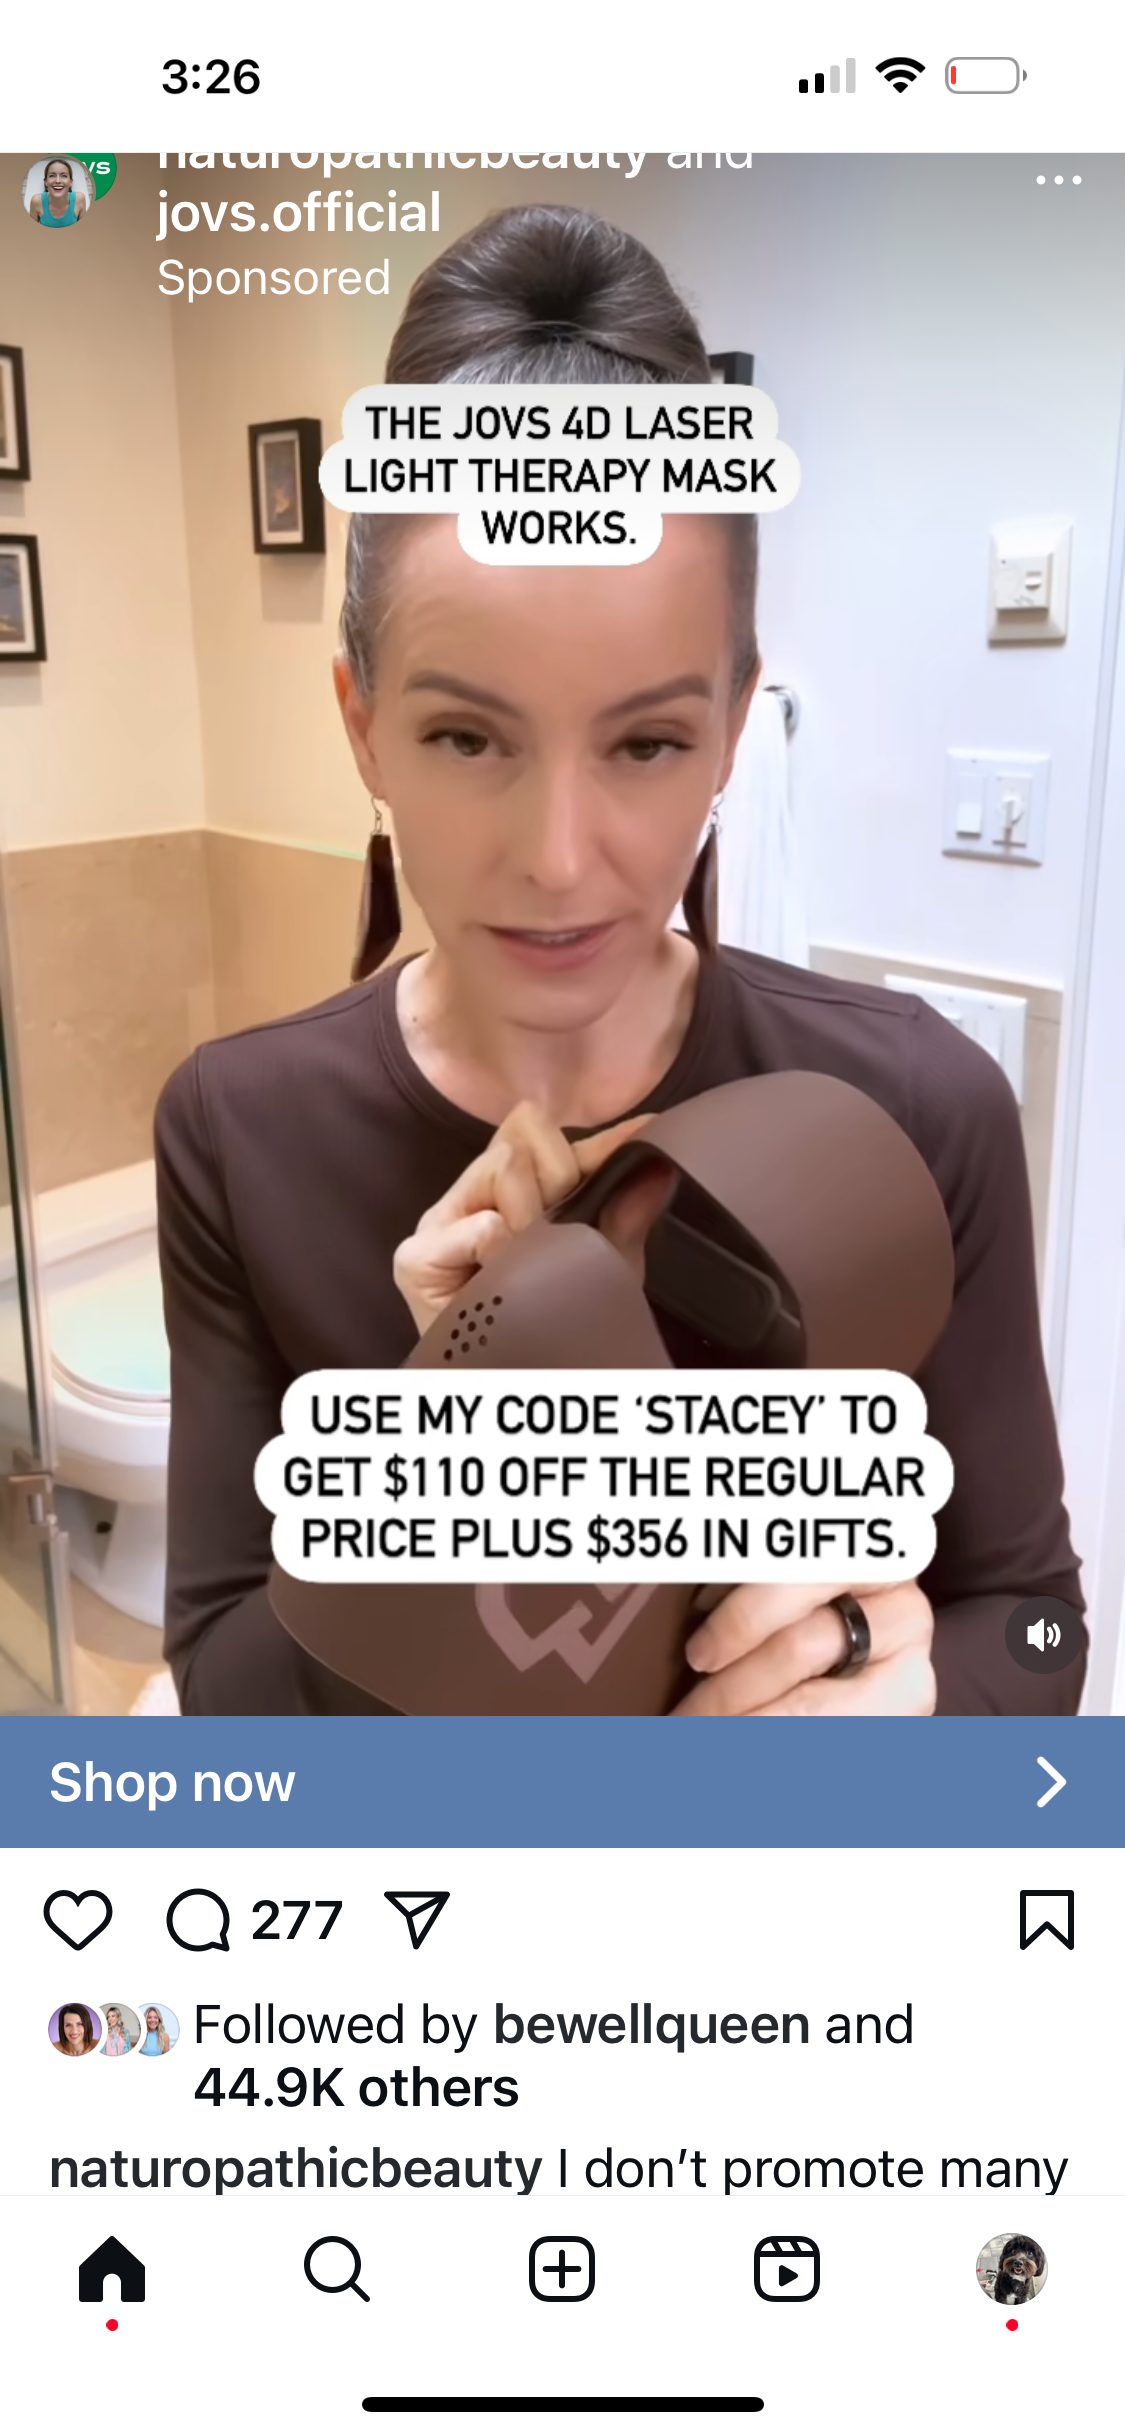 3:26
naturopathicbeauty and
jovs.official
Sponsored
VS
THE JOVS 4D LASER
LIGHT THERAPY MASK
WORKS.
USE MY CODE ‘STACEY’ TO
GET $110 OFF THE REGULAR
PRICE PLUS $356 IN GIFTS.
Shop now
277
Followed by bewellqueen and
44.9K others
naturopathicbeauty I don’t promote many